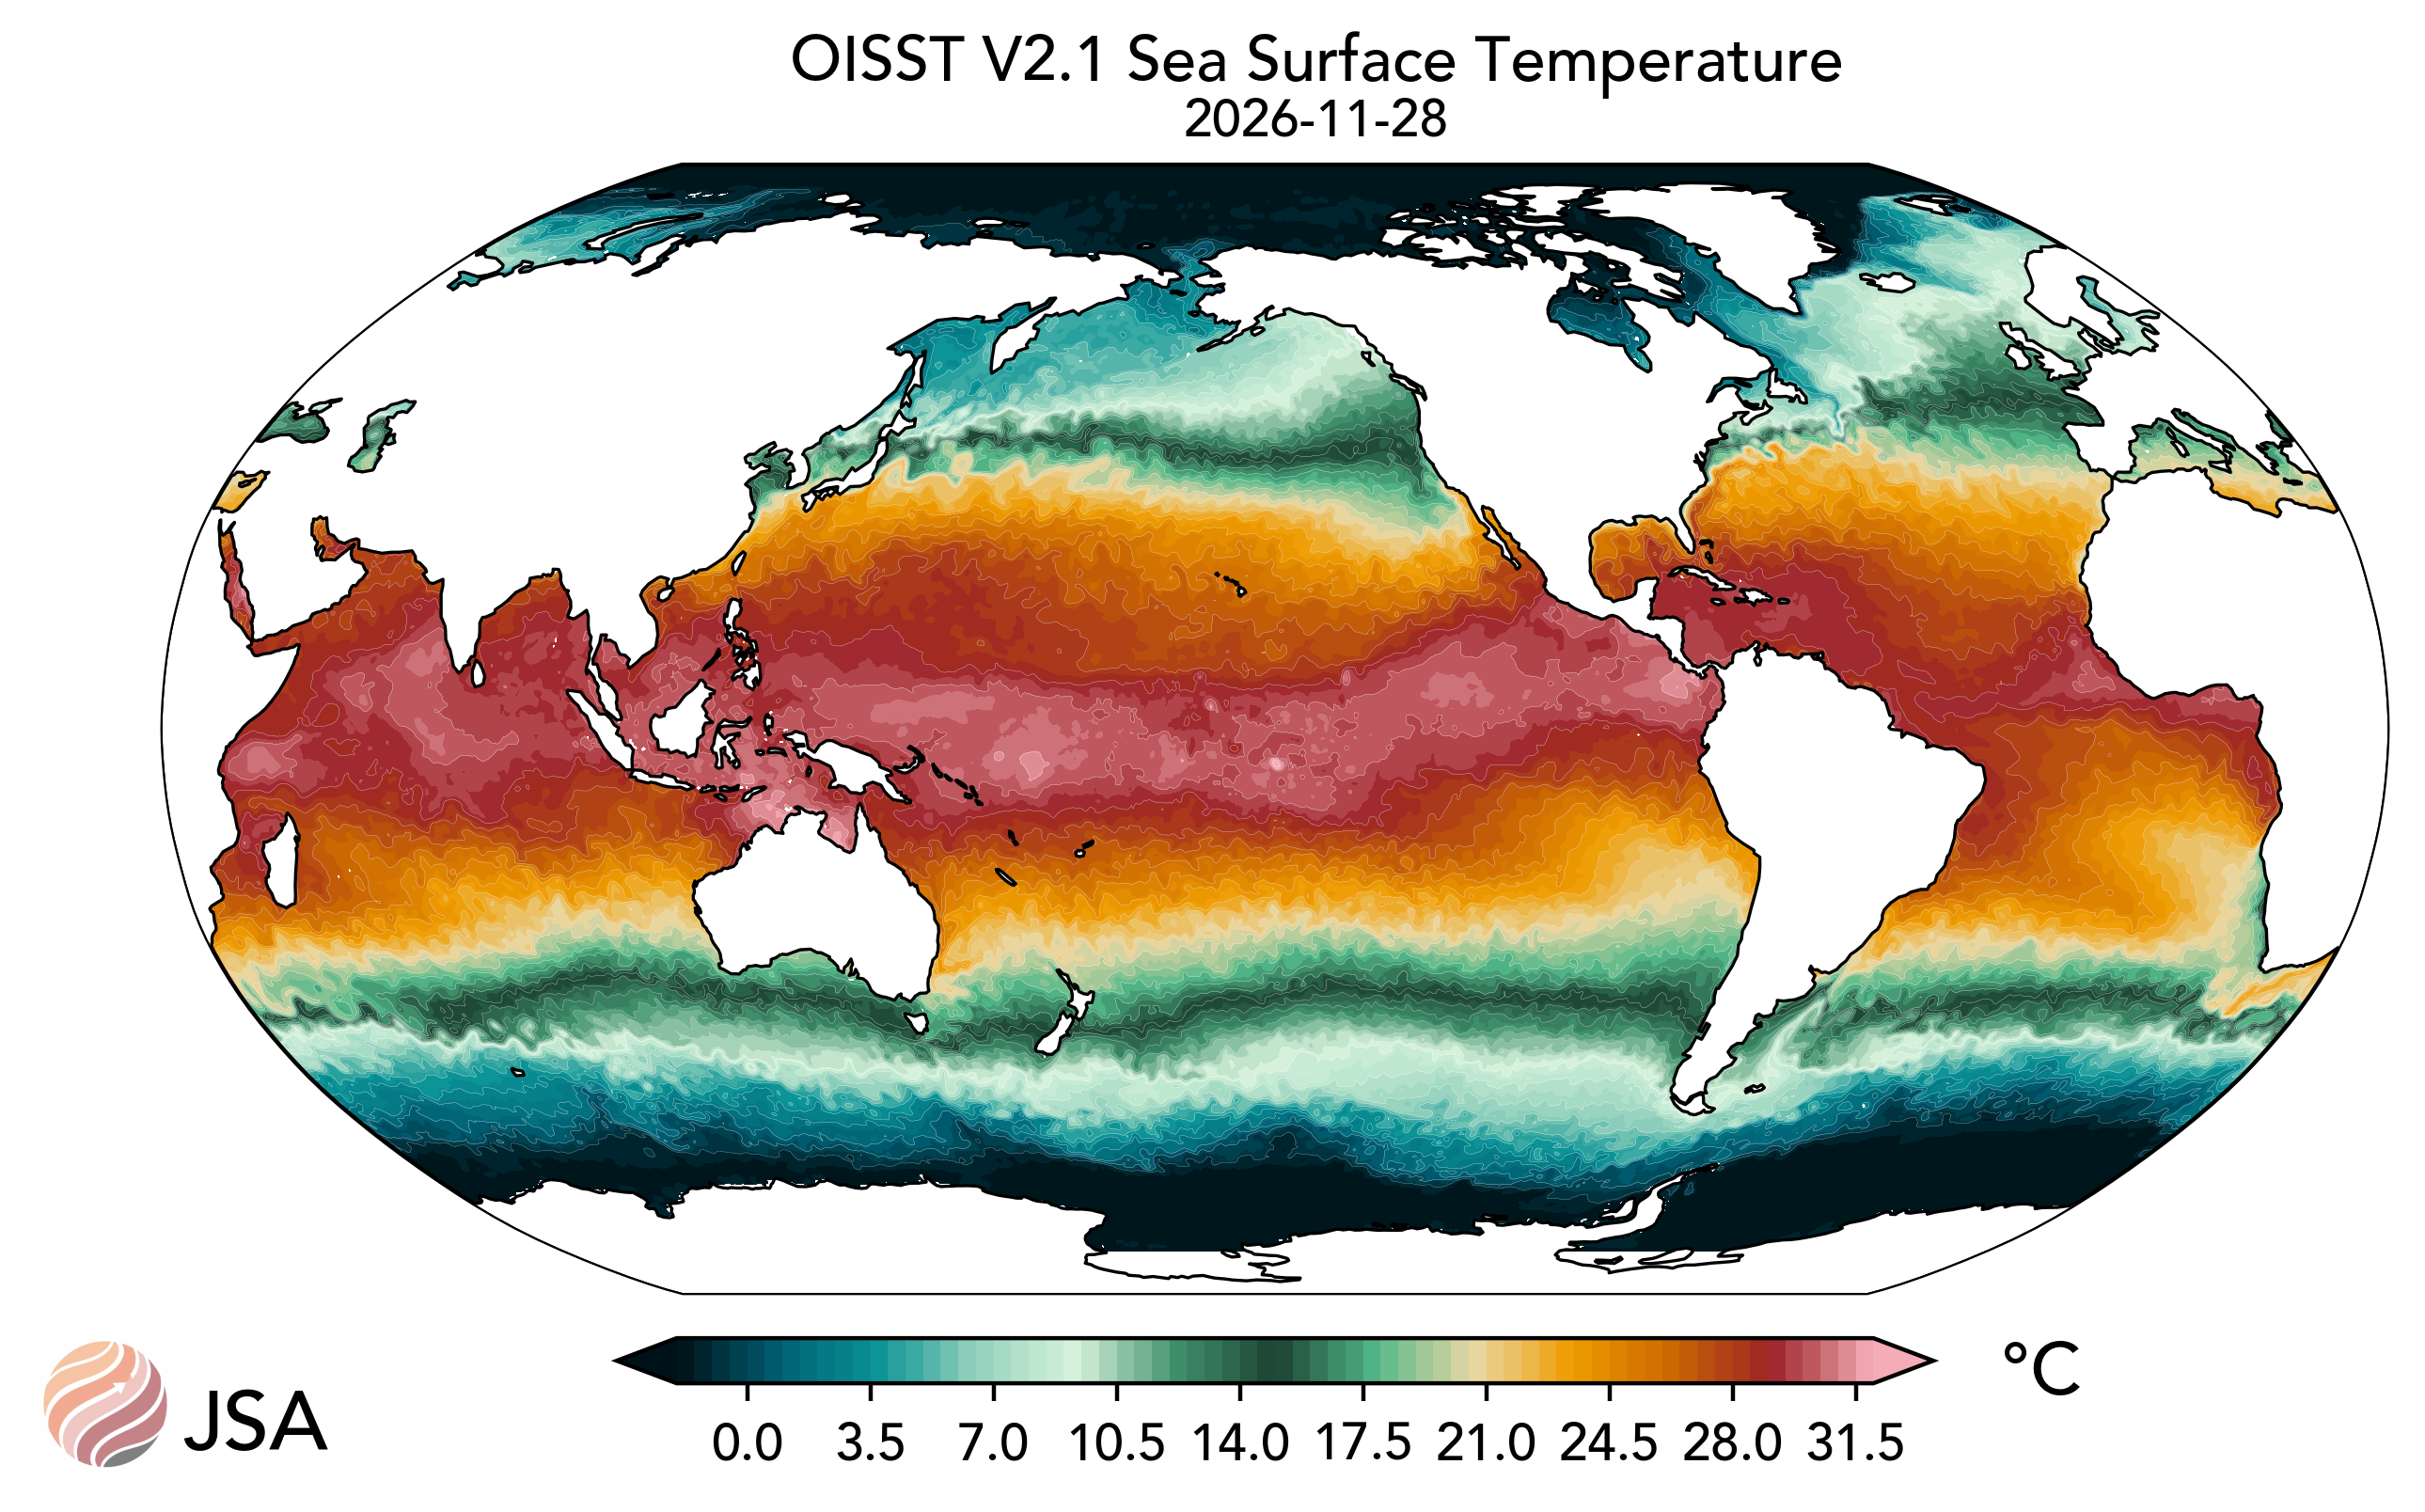 OISST V2.1 Sea Surface Temperature
2026-11-28
°C
0.0 3.5 7.0 10.5 14.0 17.5 21.0 24.5 28.0 31.5
JSA